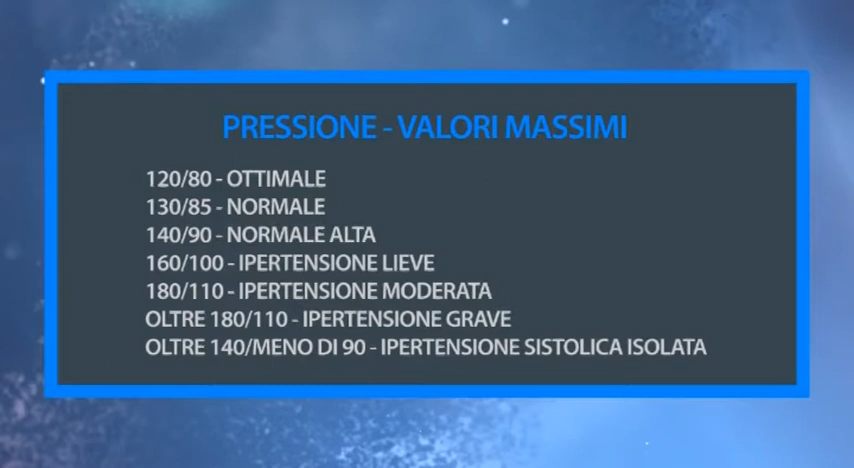 PRESSIONE - VALORI MASSIMI
120/80 - OTTIMALE
130/85 - NORMALE
140/90 - NORMALE ALTA
160/100 - IPERTENSIONE LIEVE
180/110 - IPERTENSIONE MODERATA
OLTRE 180/110 - IPERTENSIONE GRAVE
OLTRE 140/MENO DI 90 - IPERTENSIONE SISTOLICA ISOLATA